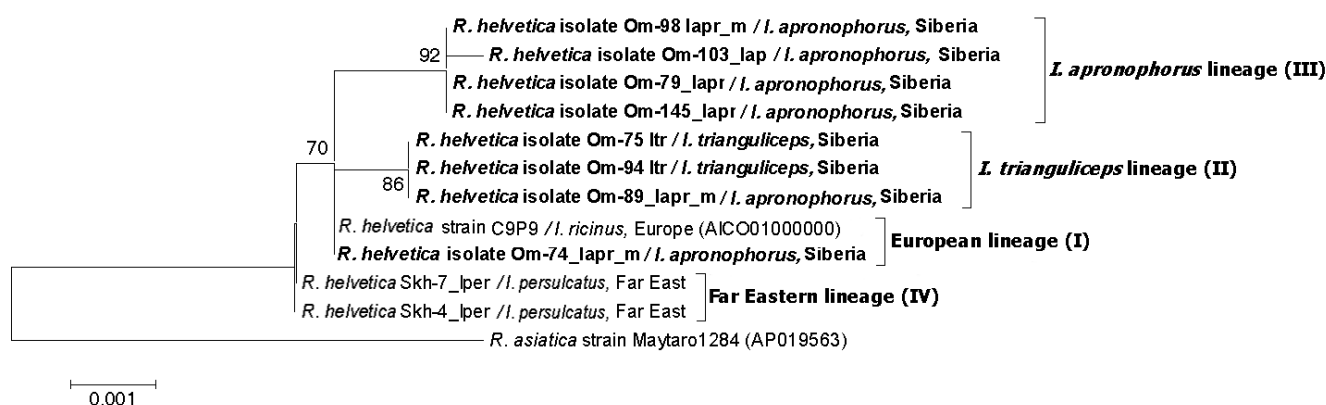 R. helvetica isolate Om-98 Iapr_m / I. apronophorus, Siberia
92
R. helvetica isolate Om-103_Iap / I. apronophorus, Siberia
I. apronophorus lineage (III)
R. helvetica isolate Om-79_Iapr / I. apronophorus, Siberia
R. helvetica isolate Om-145_Iapr / I. apronophorus, Siberia
R. helvetica isolate Om-75 Itr / I. trianguliceps, Siberia
70
R. helvetica isolate Om-94 Itr / I. trianguliceps, Siberia
I. trianguliceps lineage (II)
86
R. helvetica isolate Om-89_Iapr_m / I. apronophorus, Siberia
R. helvetica strain C9P9 / I. ricinus, Europe (AICO01000000)
European lineage (I)
R. helvetica isolate Om-74_Iapr_m / I. apronophorus, Siberia
R. helvetica Skh-7_Iper / I. persulcatus, Far East
Far Eastern lineage (IV)
R. helvetica Skh-4_Iper / I. persulcatus, Far East
R. asiatica strain Maytaro1284 (AP019563)
0.001